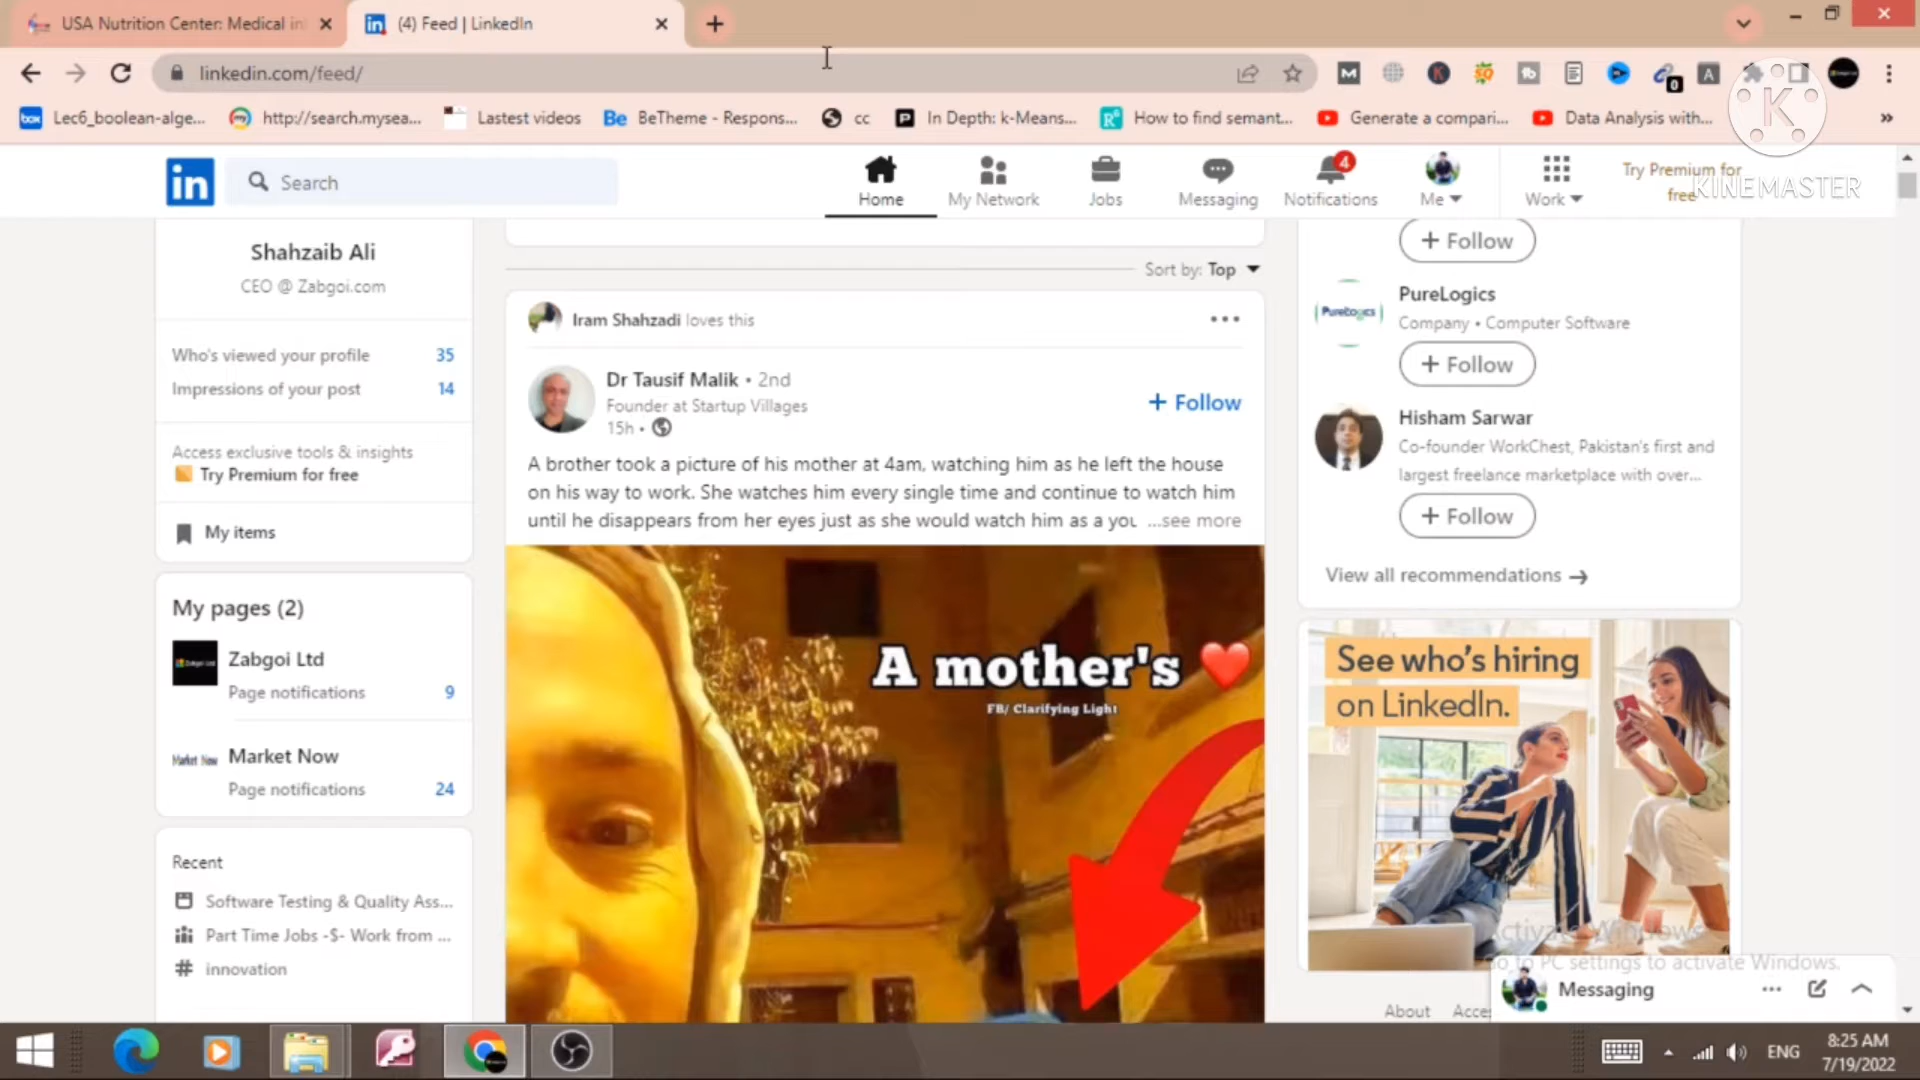 USA Nutrition Center: Medical in
(4) Feed | LinkedIn
linkedin.com/feed/
Lec6_boolean-alge...
http://search.mysea...
Lastest videos
BeTheme - Respons...
cc
In Depth: k-Means...
How to find semant...
Generate a compari...
Data Analysis with...
Search
Home
My Network
Jobs
Messaging
4
Notifications
Me
Work
Try Premium for
free
KINEMASTER
Shahzaib Ali
CEO @ Zabgoi.com
Who's viewed your profile 35
Impressions of your post 14
Access exclusive tools & insights
Try Premium for free
My items
My pages (2)
Zabgoi Ltd
Page notifications 9
Market Now
Market Now
Page notifications 24
Recent
Software Testing & Quality Ass...
Part Time Jobs -$- Work from ...
# innovation
Sort by: Top
Iram Shahzadi loves this
Dr Tausif Malik • 2nd
Founder at Startup Villages
15h •
+ Follow
A brother took a picture of his mother at 4am, watching him as he left the house
on his way to work. She watches him every single time and continue to watch him
until he disappears from her eyes just as she would watch him as a you ...see more
A mother's
FB/ Clarifying Light
+ Follow
PureLogics
PureLogics
Company • Computer Software
+ Follow
Hisham Sarwar
Co-founder WorkChest, Pakistan's first and
largest freelance marketplace with over...
+ Follow
View all recommendations
See who's hiring
on LinkedIn.
Activate Windows
Go to PC settings to activate Windows.
Messaging
About
ENG
8:25 AM
7/19/2022